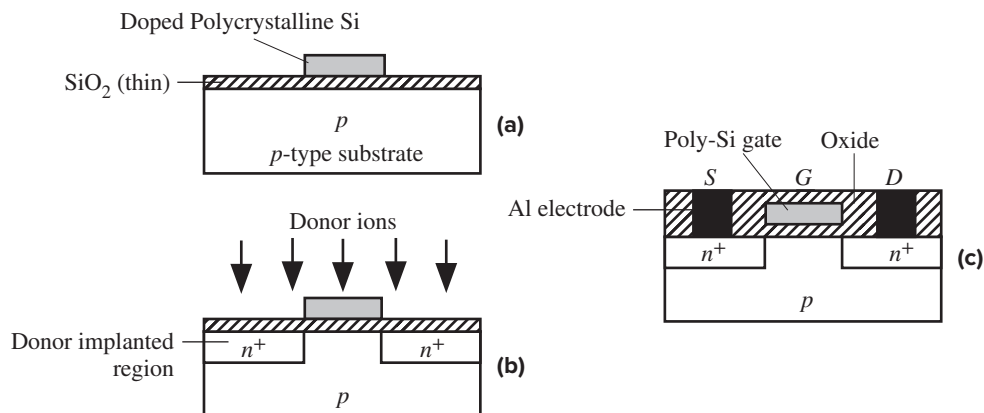 Doped Polycrystalline Si
SiO2 (thin)
p
p-type substrate
(a)
Donor ions
Donor implanted
region
n+
n+
p
(b)
Poly-Si gate
Oxide
S
G
D
Al electrode
n+
n+
p
(c)